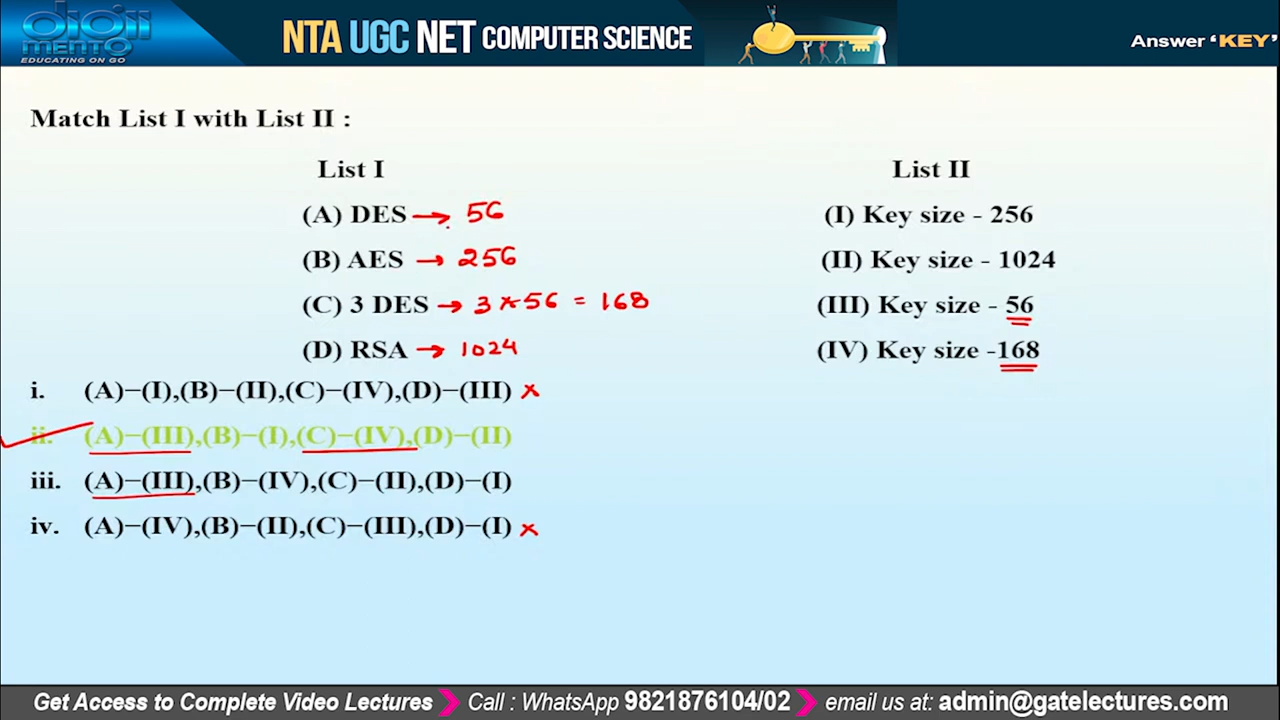 didji
MENTO
EDUCATING ON GO
NTA UGC NET COMPUTER SCIENCE
Answer ‘KEY’
Match List I with List II :
List I List II
(A) DES → 56 (I) Key size - 256
(B) AES → 256 (II) Key size - 1024
(C) 3 DES → 3 * 56 = 168 (III) Key size - 56
(D) RSA → 1024 (IV) Key size -168
i. (A)−(I),(B)−(II),(C)−(IV),(D)−(III) ×
ii. (A)−(III),(B)−(I),(C)−(IV),(D)−(II)
iii. (A)−(III),(B)−(IV),(C)−(II),(D)−(I)
iv. (A)−(IV),(B)−(II),(C)−(III),(D)−(I) ×
Get Access to Complete Video Lectures Call : WhatsApp 9821876104/02 email us at: admin@gatelectures.com